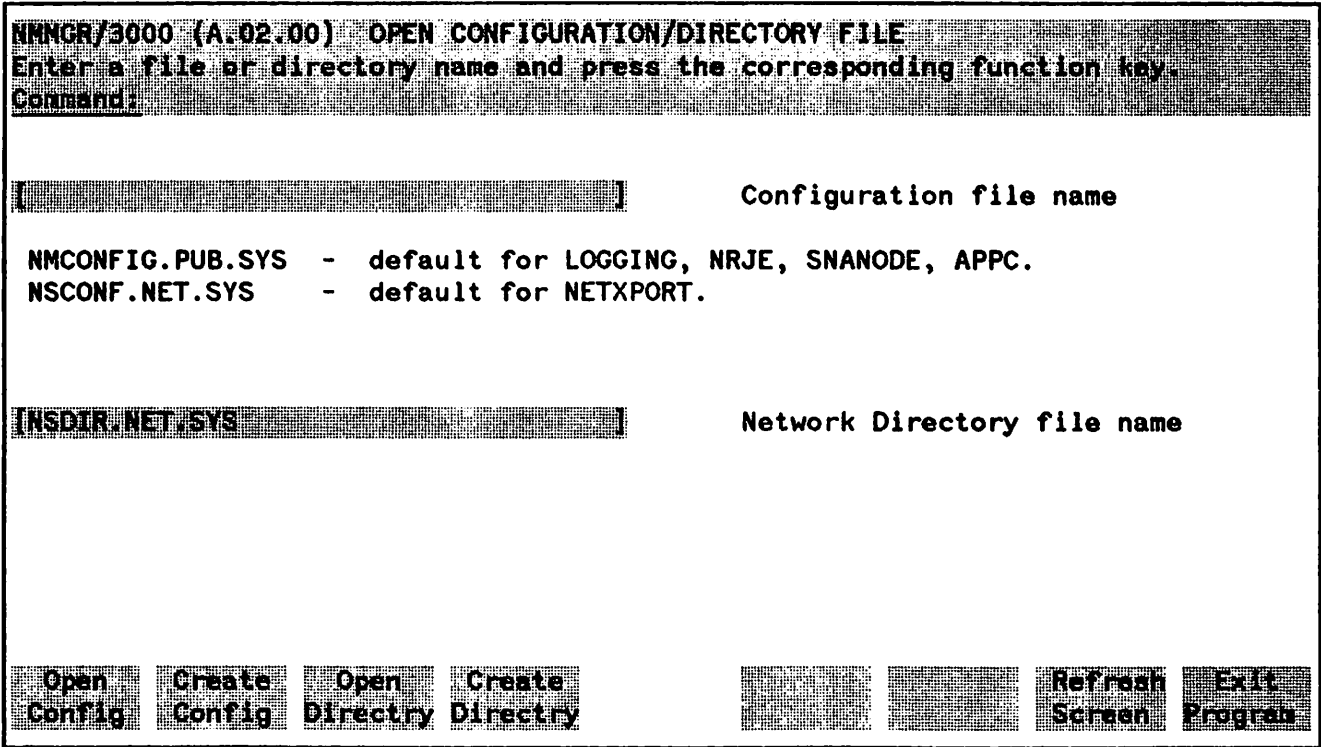 NMMGR/3000 (A.02.00) OPEN CONFIGURATION/DIRECTORY FILE
Enter a file or directory name and press the corresponding function key.
Command:
[ ] Configuration file name
NMCONFIG.PUB.SYS - default for LOGGING, NRJE, SNANODE, APPC.
NSCONF.NET.SYS - default for NETXPORT.
[NSDIR.NET.SYS ] Network Directory file name
Open Create Open Create Refresh Exit
Config Config Directry Directry Screen Program